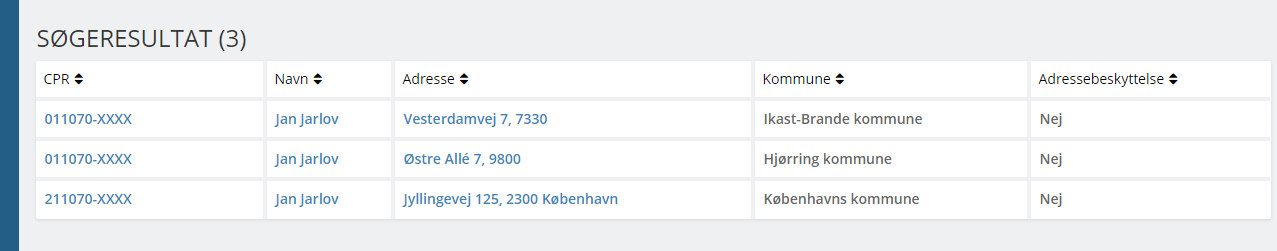 SØGERESULTAT (3)
CPR Navn Adresse Kommune Adressebeskyttelse
011070-XXXX Jan Jarlov Vesterdamvej 7, 7330 Ikast-Brande kommune Nej
011070-XXXX Jan Jarlov Østre Allé 7, 9800 Hjørring kommune Nej
211070-XXXX Jan Jarlov Jyllingevej 125, 2300 København Københavns kommune Nej